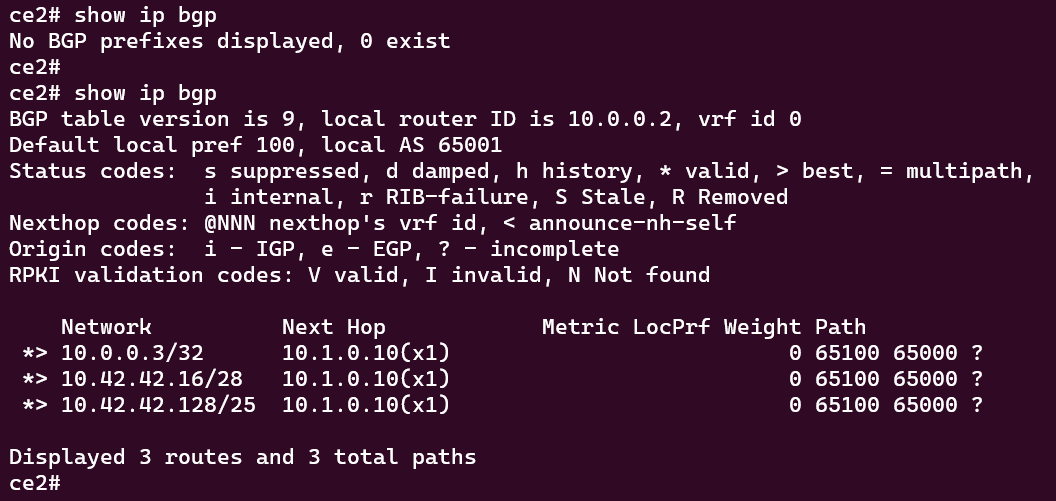 ce2# show ip bgp
No BGP prefixes displayed, 0 exist
ce2#
ce2# show ip bgp
BGP table version is 9, local router ID is 10.0.0.2, vrf id 0
Default local pref 100, local AS 65001
Status codes:  s suppressed, d damped, h history, * valid, > best, = multipath,
               i internal, r RIB-failure, S Stale, R Removed
Nexthop codes: @NNN nexthop's vrf id, < announce-nh-self
Origin codes:  i - IGP, e - EGP, ? - incomplete
RPKI validation codes: V valid, I invalid, N Not found

    Network          Next Hop            Metric LocPrf Weight Path
 *> 10.0.0.3/32      10.1.0.10(x1)                          0 65100 65000 ?
 *> 10.42.42.16/28   10.1.0.10(x1)                          0 65100 65000 ?
 *> 10.42.42.128/25  10.1.0.10(x1)                          0 65100 65000 ?

Displayed 3 routes and 3 total paths
ce2#